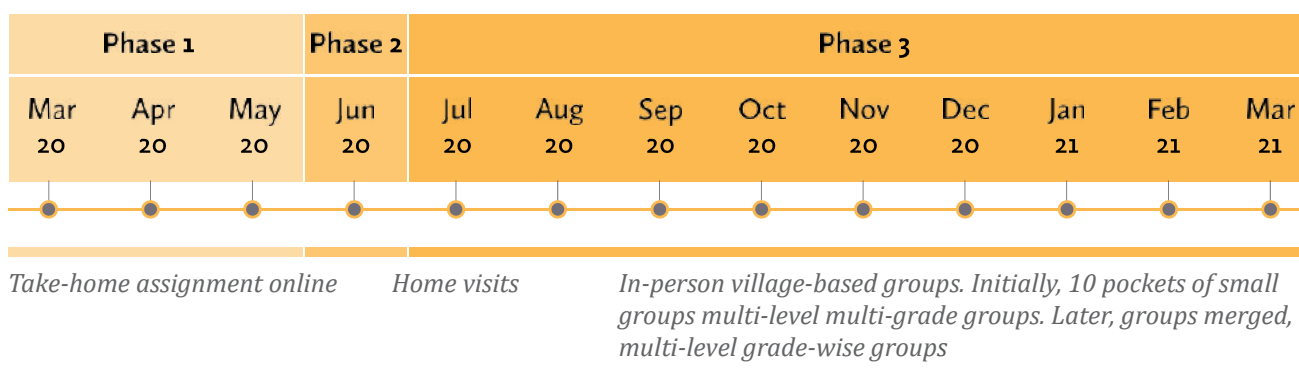 Phase 1 Phase 2 Phase 3
Mar Apr May Jun Jul Aug Sep Oct Nov Dec Jan Feb Mar
20 20 20 20 20 20 20 20 20 20 21 21 21
Take-home assignment online
Home visits
In-person village-based groups. Initially, 10 pockets of small
groups multi-level multi-grade groups. Later, groups merged,
multi-level grade-wise groups